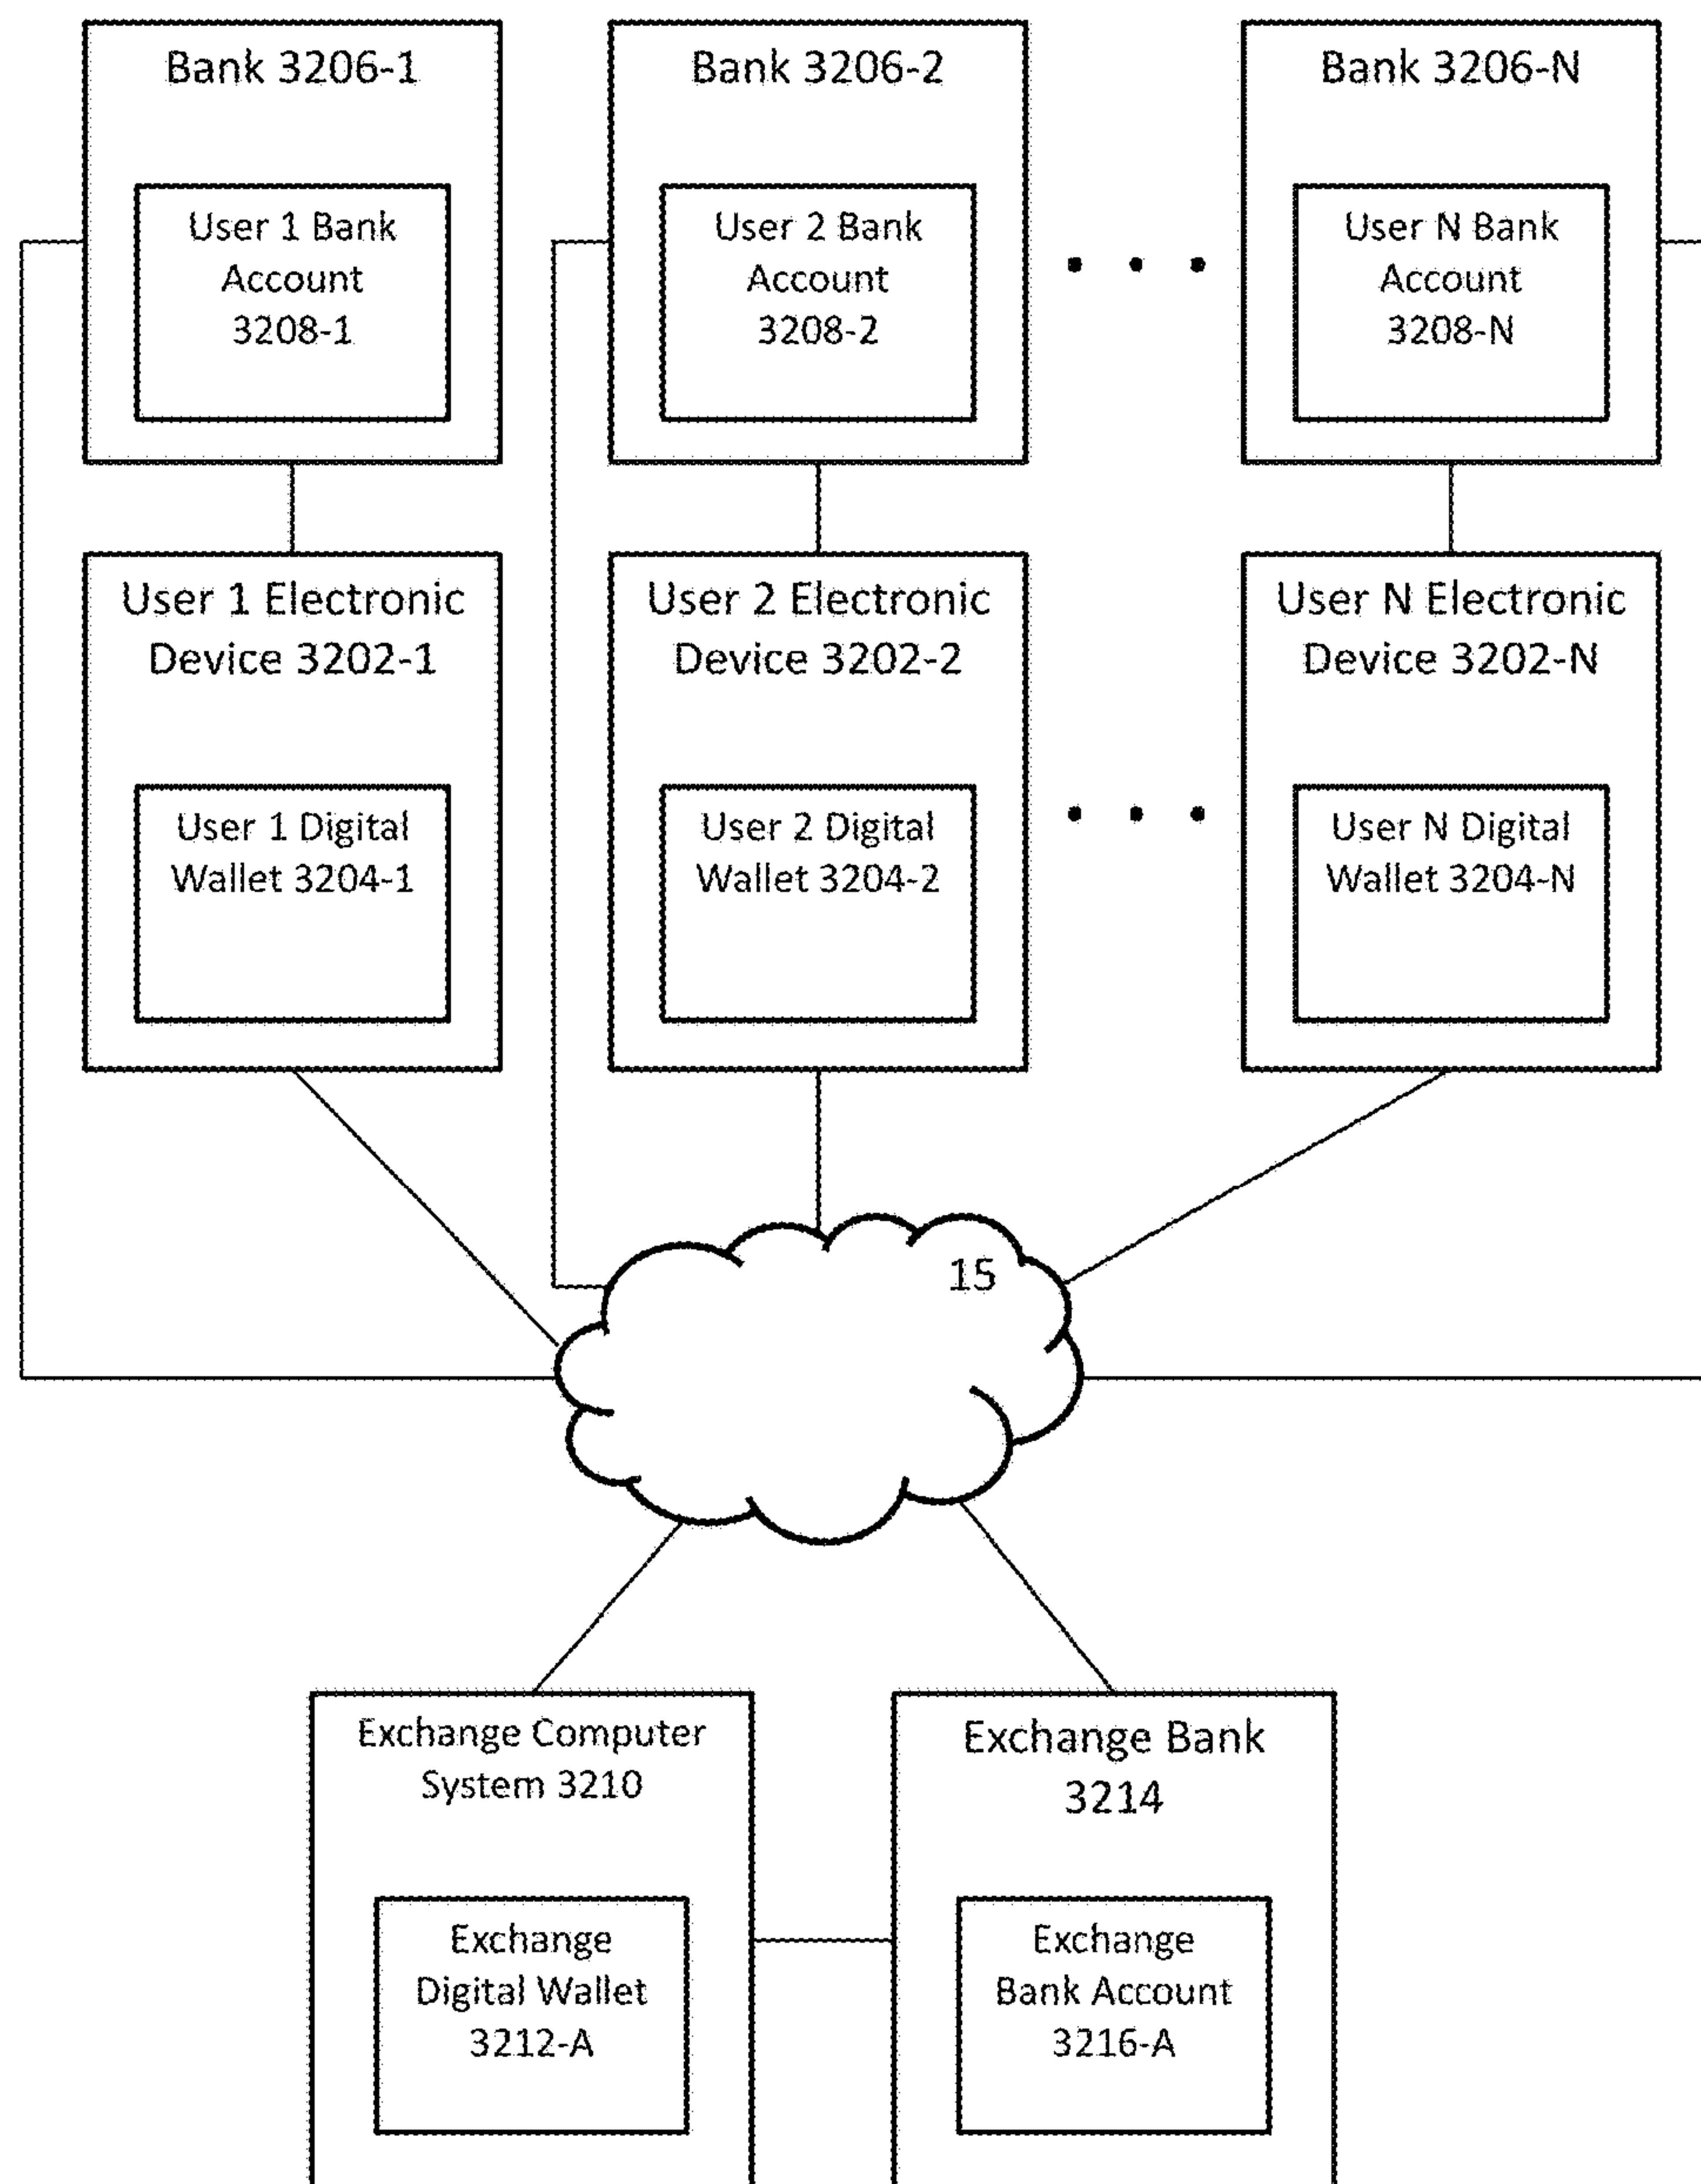 Bank 3206-1
User 1 Bank
Account
3208-1
Bank 3206-2
User 2 Bank
Account
3208-2
Bank 3206-N
User N Bank
Account
3208-N
User 1 Electronic
Device 3202-1
User 1 Digital
Wallet 3204-1
User 2 Electronic
Device 3202-2
User 2 Digital
Wallet 3204-2
User N Electronic
Device 3202-N
User N Digital
Wallet 3204-N
15
Exchange Computer
System 3210
Exchange
Digital Wallet
3212-A
Exchange Bank
3214
Exchange
Bank Account
3216-A